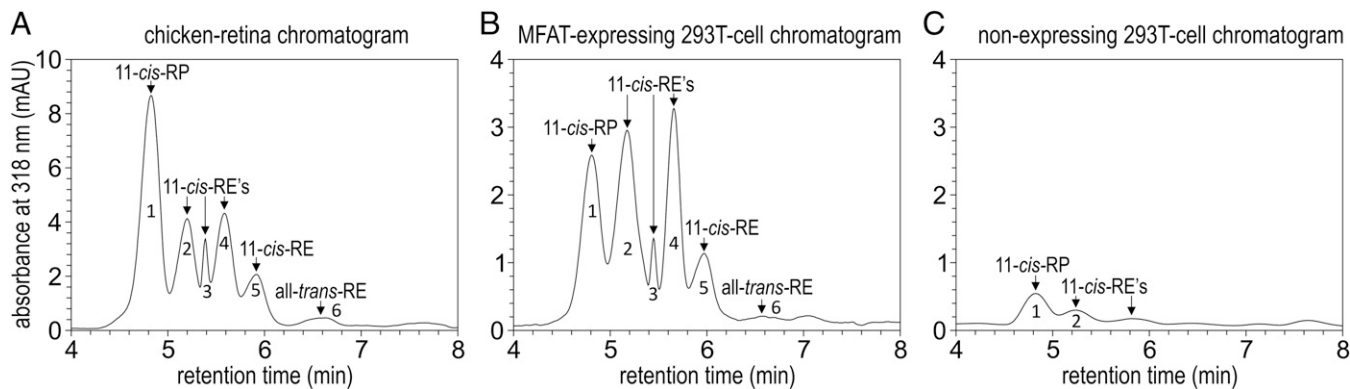 A
chicken-retina chromatogram
absorbance at 318 nm (mAU)
10
8
6
4
2
0
11-cis-RP
11-cis-RE's
11-cis-RE
all-trans-RE
1
2
3
4
5
6
4
5
6
7
8
retention time (min)
B
MFAT-expressing 293T-cell chromatogram
4
3
2
1
0
11-cis-RE's
11-cis-RP
11-cis-RE
all-trans-RE
1
2
3
4
5
6
4
5
6
7
8
retention time (min)
C
non-expressing 293T-cell chromatogram
4
3
2
1
0
11-cis-RP
11-cis-RE's
1
2
4
5
6
7
8
retention time (min)